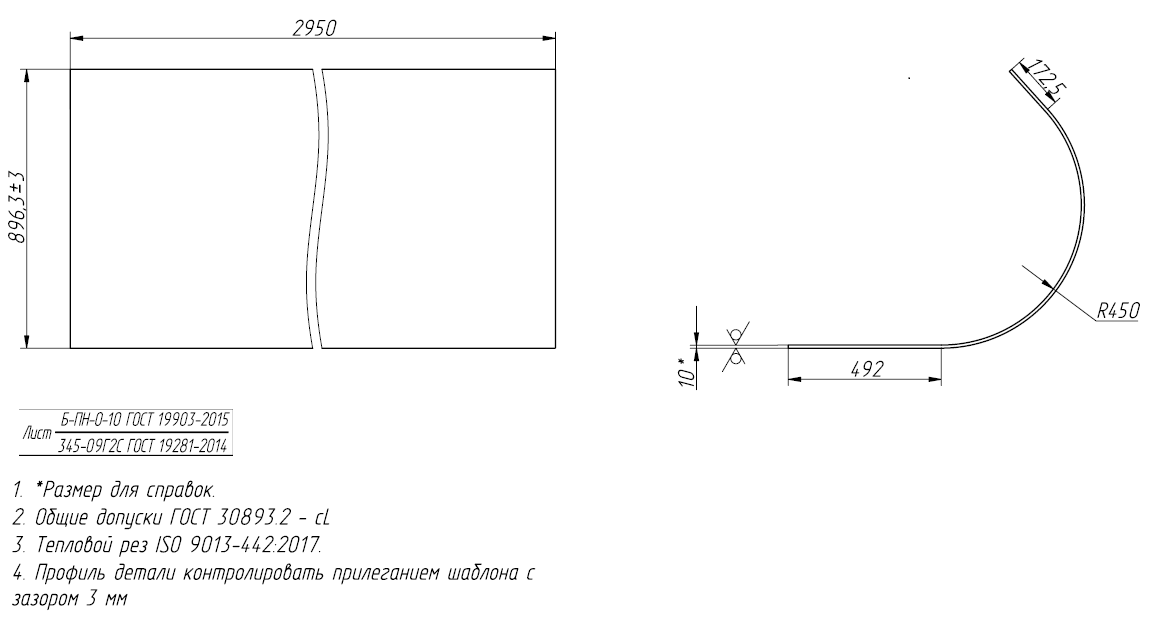 2950
896,3±3
172,5
R450
10*
492
Лист
Б-ПН-О-10 ГОСТ 19903-2015
345-09Г2С ГОСТ 19281-2014
1. *Размер для справок.
2. Общие допуски ГОСТ 30893.2 - cL
3. Тепловой рез ISO 9013-442:2017.
4. Профиль детали контролировать прилеганием шаблона с
зазором 3 мм